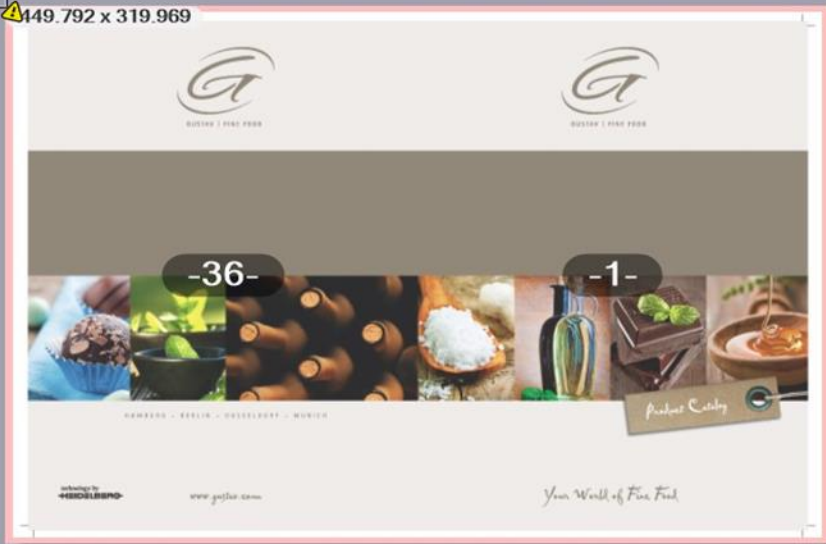 449.792 x 319.969
GUSTAV | FINE FOOD
GUSTAV | FINE FOOD
-36-
-1-
HAMBURG - BERLIN - DÜSSELDORF - MUNICH
Product Catalog
technology by
HEIDELBERG
www.gustav.com
Your World of Fine Food